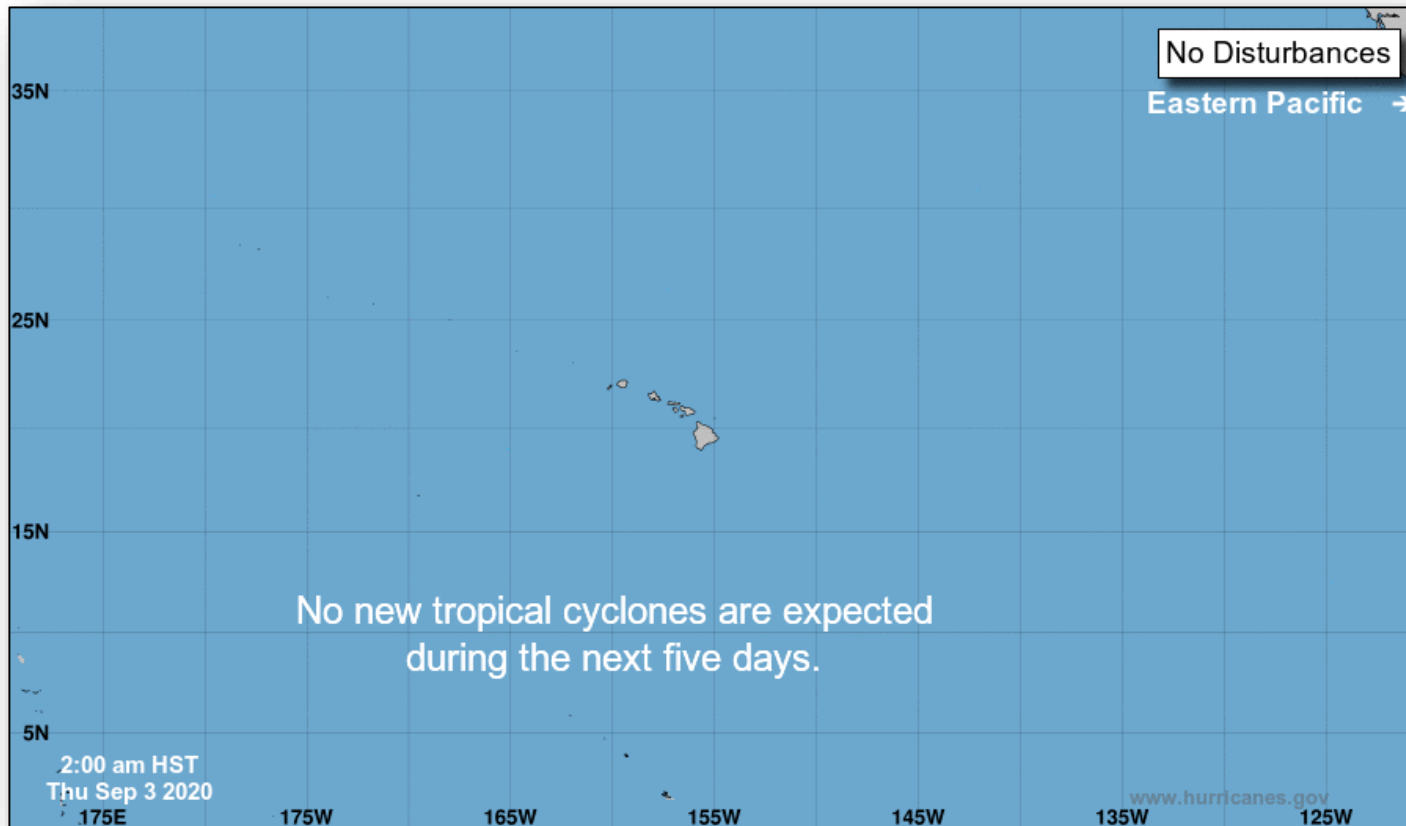 No Disturbances
35N
Eastern Pacific →
25N
15N
No new tropical cyclones are expected
during the next five days.
5N
2:00 am HST
Thu Sep 3 2020
www.hurricanes.gov
175E 175W 165W 155W 145W 135W 125W